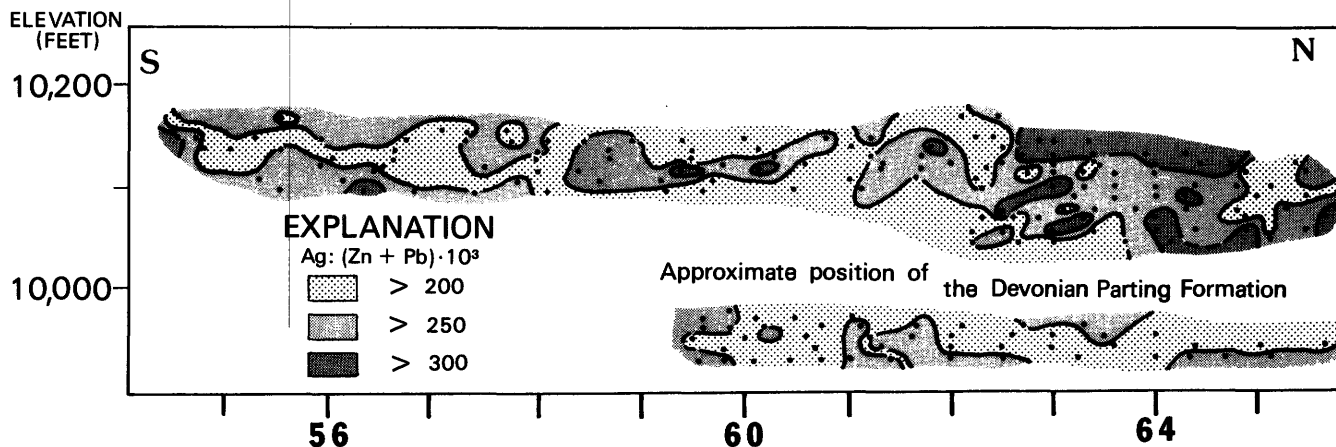 ELEVATION
(FEET)
S
N
10,200
10,000
EXPLANATION
Ag: (Zn + Pb)·10³
> 200
> 250
> 300
Approximate position of
the Devonian Parting Formation
56
60
64